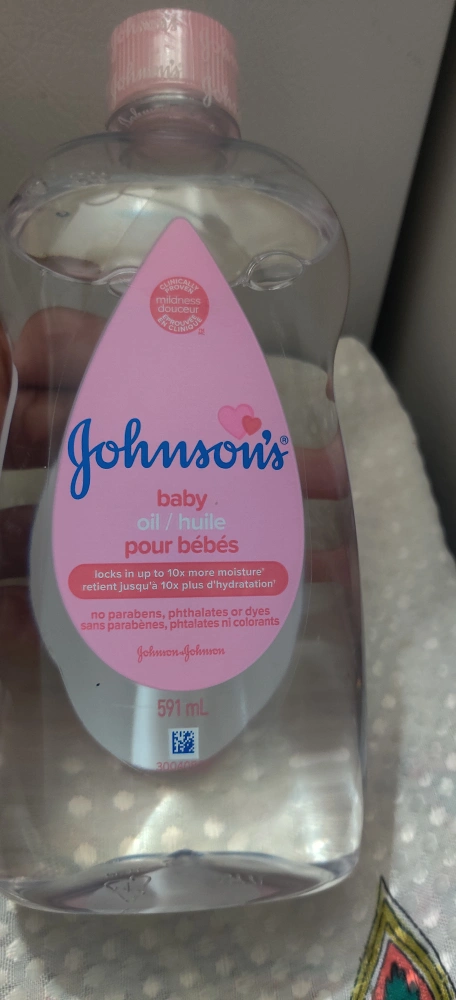 Johnson's
CLINICALLY
PROVEN
mildness
douceur
ÉPROUVÉE
EN CLINIQUE
Johnson's®
baby
oil / huile
pour bébés
locks in up to 10x more moisture*
retient jusqu'à 10x plus d'hydratation*
no parabens, phthalates or dyes
sans parabènes, phtalates ni colorants
Johnson & Johnson
591 mL